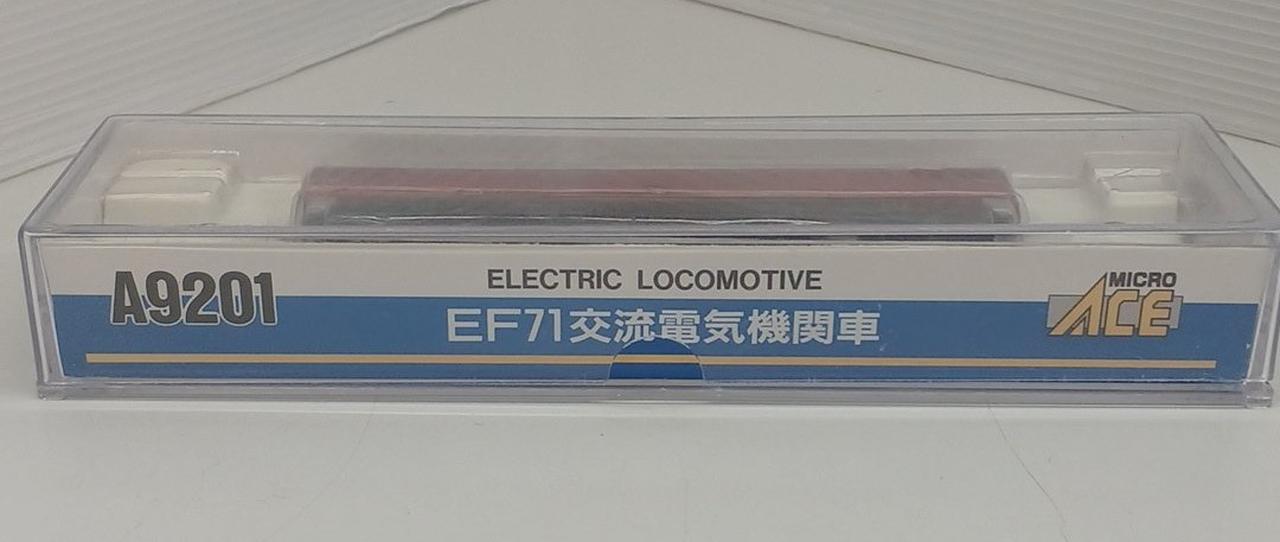 A9201
ELECTRIC LOCOMOTIVE
EF71交流電気機関車
MICRO
ACE